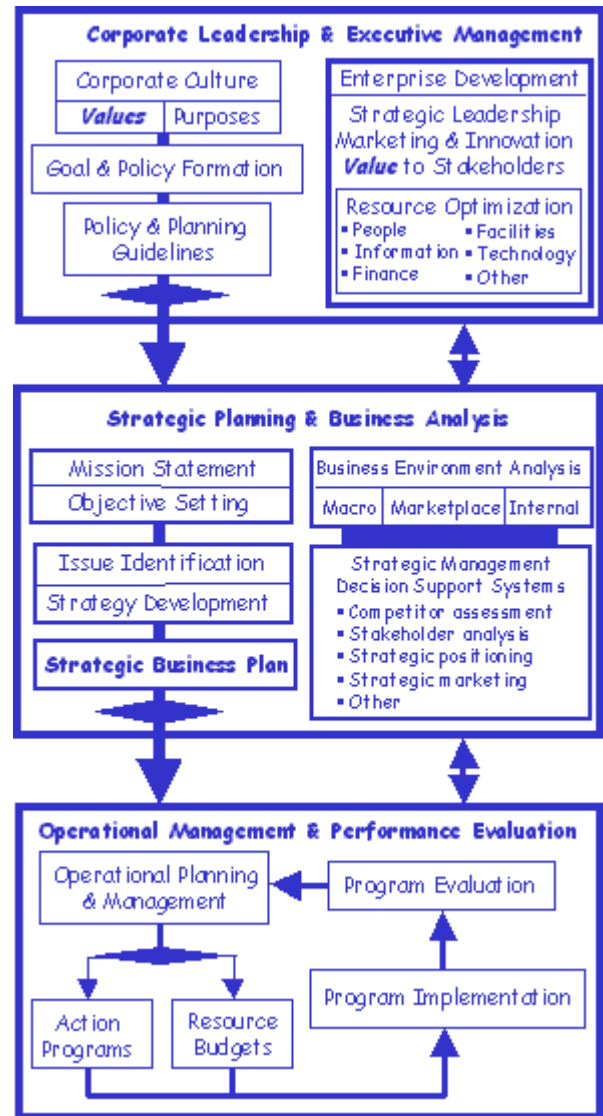 Corporate Leadership & Executive Management
Corporate Culture
Values Purposes
Goal & Policy Formation
Policy & Planning
Guidelines
Enterprise Development
Strategic Leadership
Marketing & Innovation
Value to Stakeholders
Resource Optimization
▪ People ▪ Facilities
▪ Information ▪ Technology
▪ Finance ▪ Other
Strategic Planning & Business Analysis
Mission Statement
Objective Setting
Issue Identification
Strategy Development
Strategic Business Plan
Business Environment Analysis
Macro Marketplace Internal
Strategic Management
Decision Support Systems
▪ Competitor assessment
▪ Stakeholder analysis
▪ Strategic positioning
▪ Strategic marketing
▪ Other
Operational Management & Performance Evaluation
Operational Planning
& Management
Program Evaluation
Action
Programs
Resource
Budgets
Program Implementation